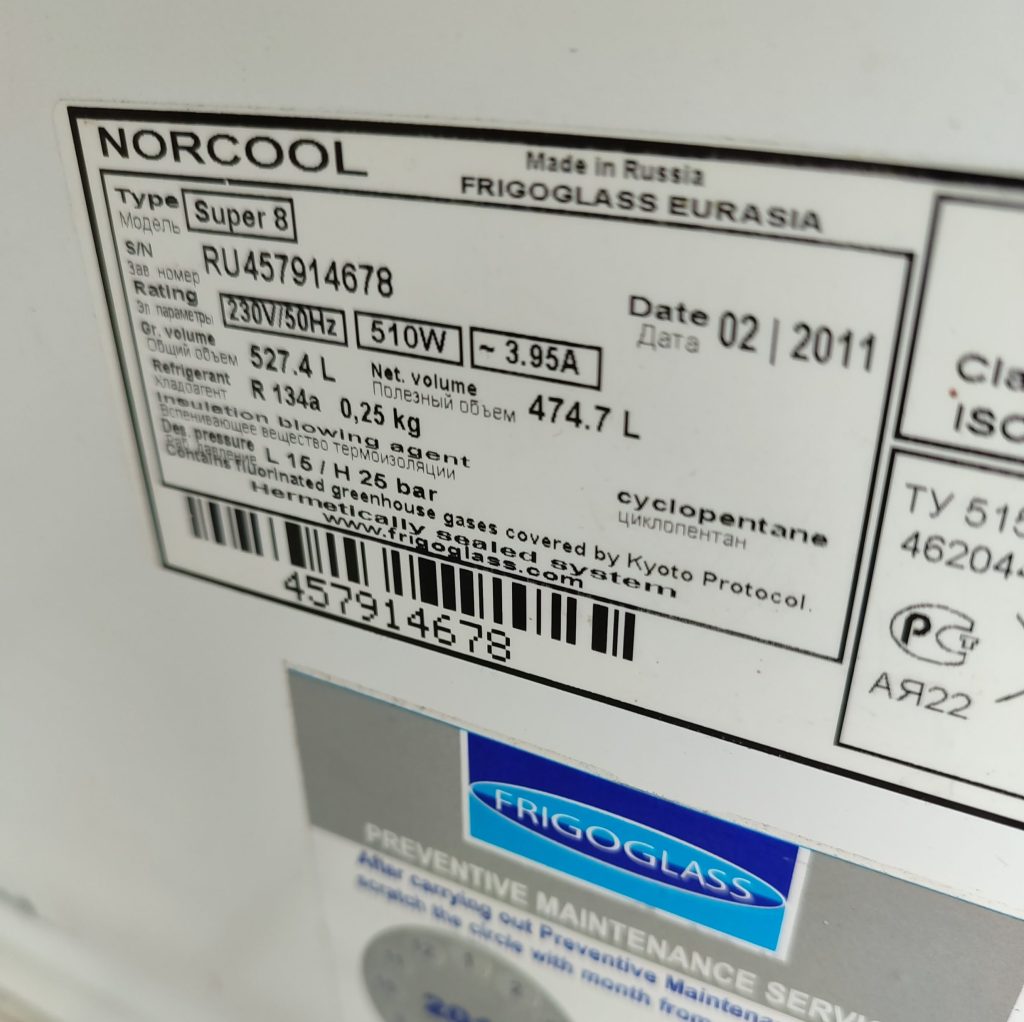 NORCOOL
Made in Russia
FRIGOGLASS EURASIA
Type Super 8
Модель
S/N RU457914678
Зав номер
Rating 230V/50Hz 510W ~ 3.95A
Эл параметры
Date 02 | 2011
Дата
Gr. volume 527.4 L
Общий объем
Net. volume 474.7 L
Полезный объем
Refrigerant R 134a 0,25 kg
Хладоагент
Insulation blowing agent cyclopentane
Вспенивающее вещество термоизоляции циклопентан
Des. pressure L 15 / H 25 bar
давление
Contains fluorinated greenhouse gases covered by Kyoto Protocol.
Hermetically sealed system
www.frigoglass.com
457914678
Cla
ISO
ТУ 515
46204
РСТ
АЯ22
FRIGOGLASS
PREVENTIVE MAINTENANCE SERVI
After carrying out Preventive Maintena
scratch the circle with month from